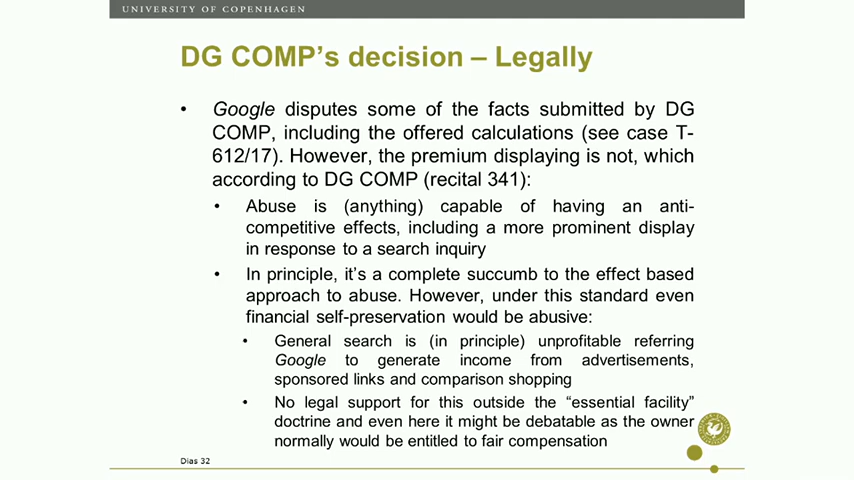 UNIVERSITY OF COPENHAGEN
DG COMP’s decision – Legally
• Google disputes some of the facts submitted by DG
COMP, including the offered calculations (see case T-
612/17). However, the premium displaying is not, which
according to DG COMP (recital 341):
• Abuse is (anything) capable of having an anti-
competitive effects, including a more prominent display
in response to a search inquiry
• In principle, it’s a complete succumb to the effect based
approach to abuse. However, under this standard even
financial self-preservation would be abusive:
• General search is (in principle) unprofitable referring
Google to generate income from advertisements,
sponsored links and comparison shopping
• No legal support for this outside the “essential facility”
doctrine and even here it might be debatable as the owner
normally would be entitled to fair compensation
Dias 32